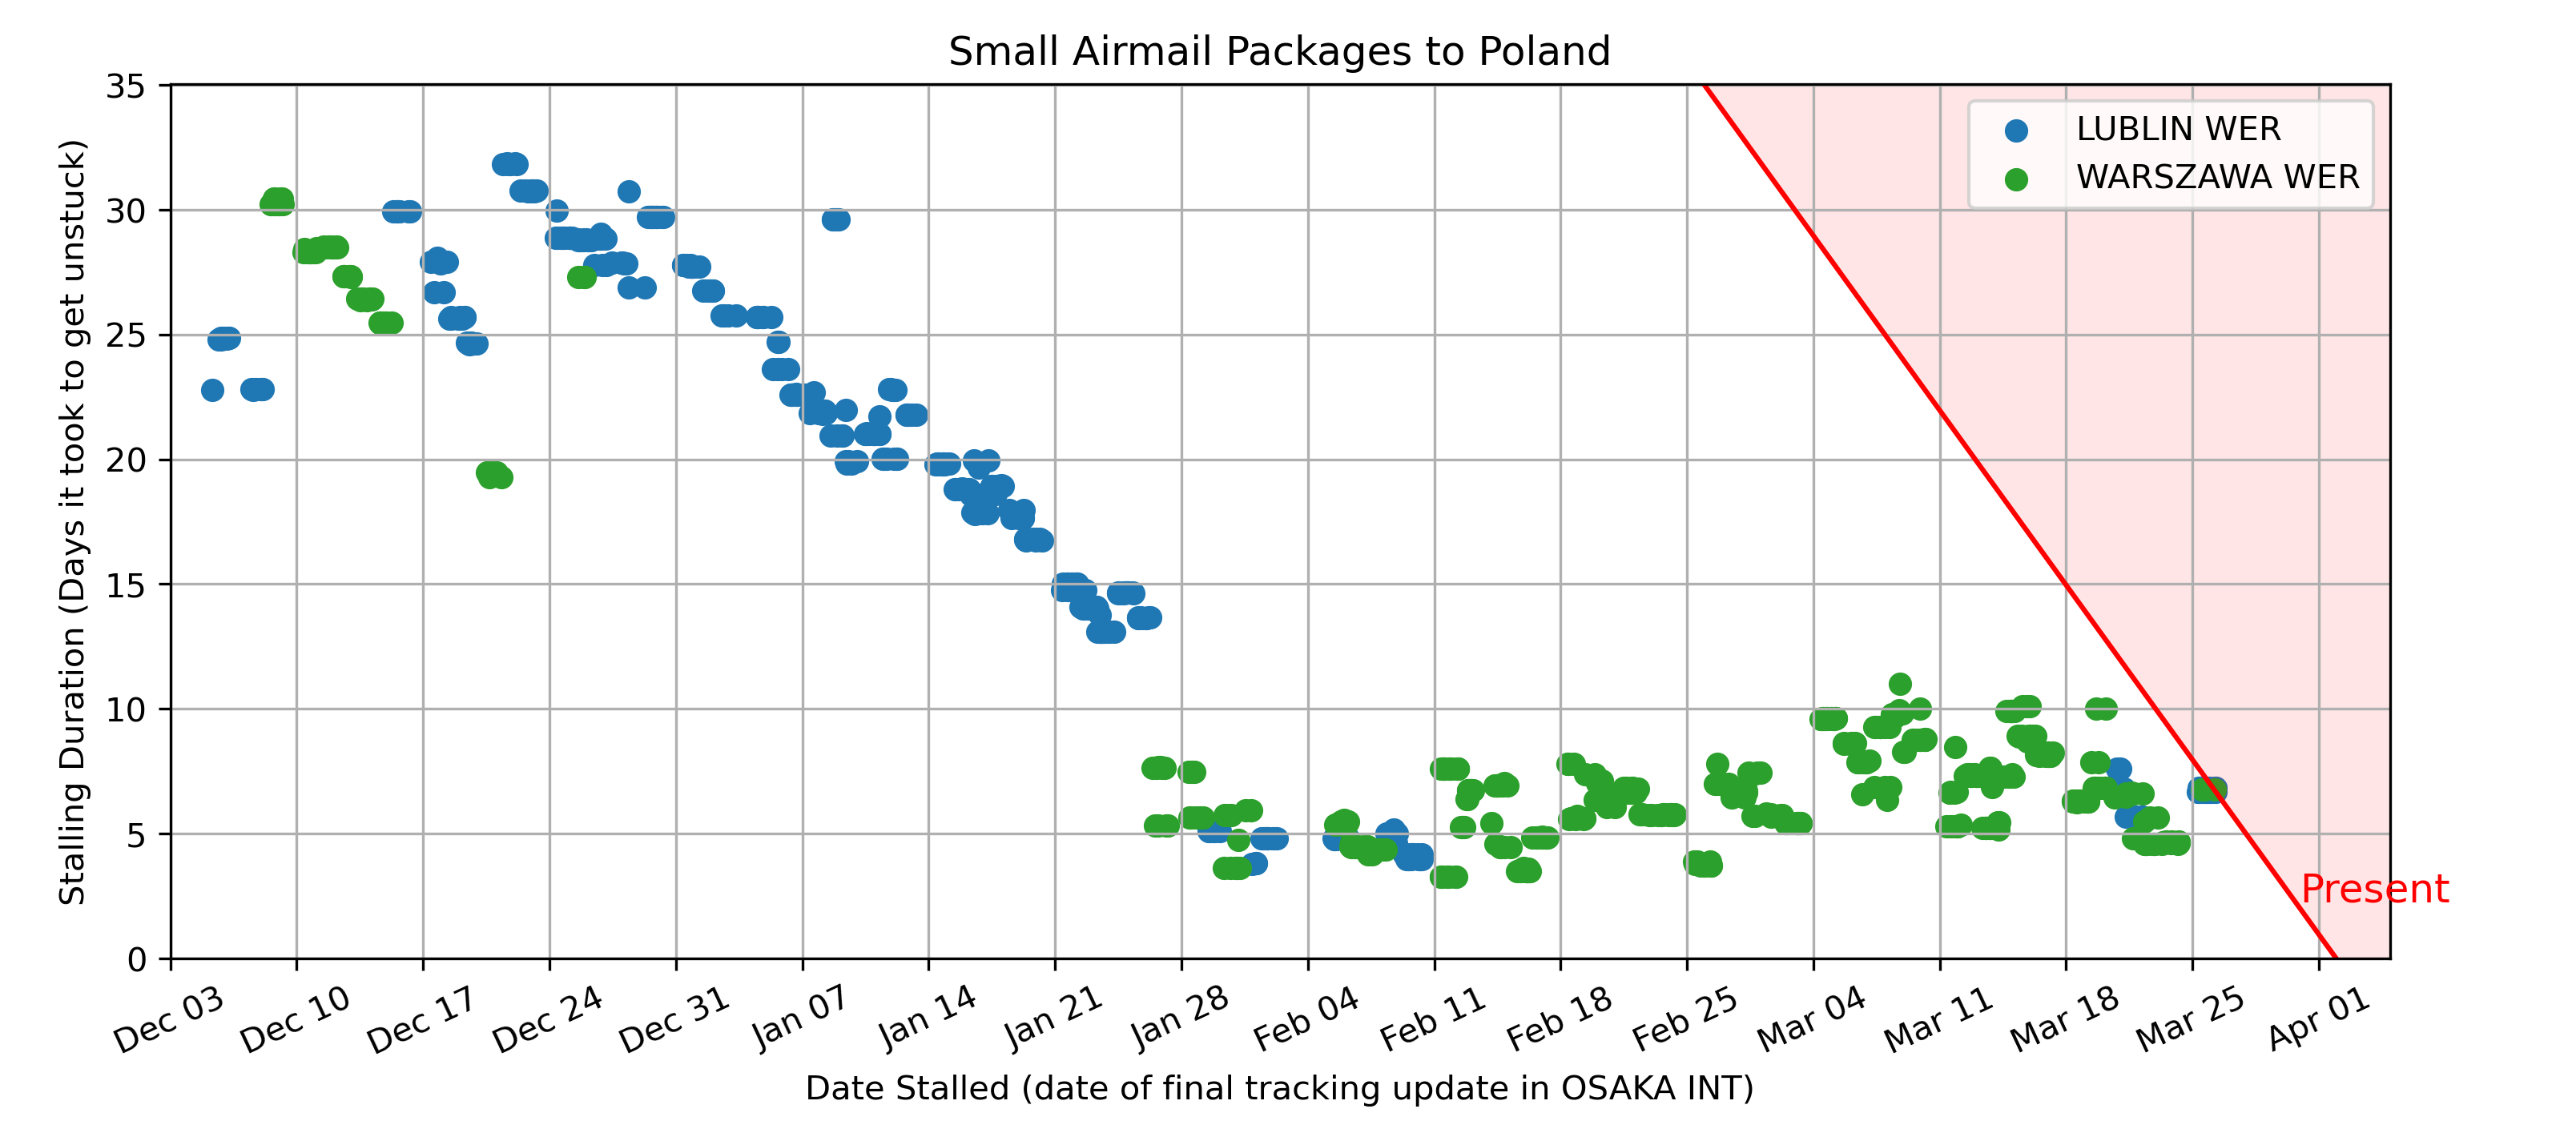 Small Airmail Packages to Poland
Stalling Duration (Days it took to get unstuck)
35
30
25
20
15
10
5
0
LUBLIN WER
WARSZAWA WER
Present
Dec 03
Dec 10
Dec 17
Dec 24
Dec 31
Jan 07
Jan 14
Jan 21
Jan 28
Feb 04
Feb 11
Feb 18
Feb 25
Mar 04
Mar 11
Mar 18
Mar 25
Apr 01
Date Stalled (date of final tracking update in OSAKA INT)